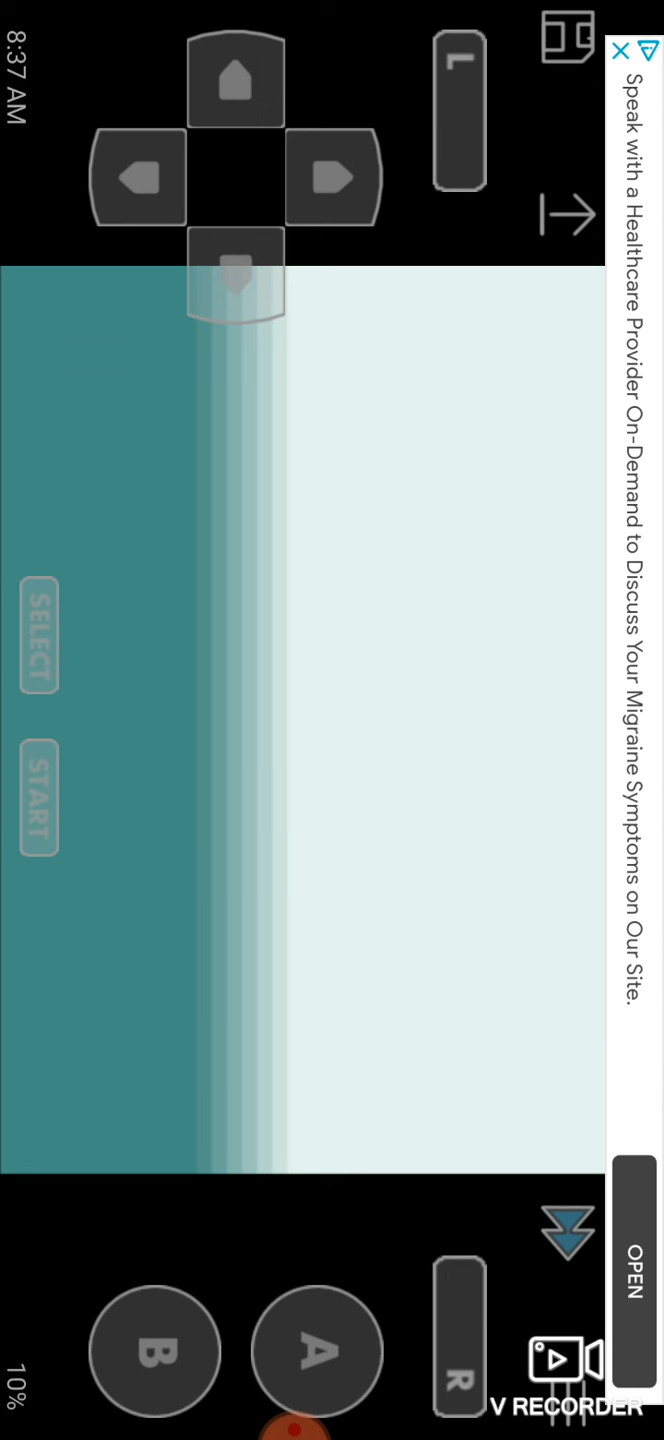 Speak with a Healthcare Provider On-Demand to Discuss Your Migraine Symptoms on Our Site.
OPEN
L
R
A
B
SELECT
START
8:37 AM
10%
V RECORDER